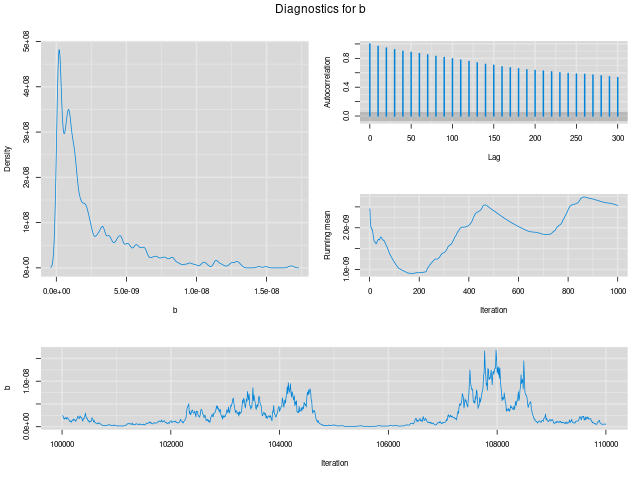 Diagnostics for b
Density
0e+00 1e+08 2e+08 3e+08 4e+08 5e+08
0.0e+00 5.0e-09 1.0e-08 1.5e-08
b
Autocorrelation
0.0 0.4 0.8
0 50 100 150 200 250 300
Lag
Running mean
1.0e-09 2.0e-09
0 200 400 600 800 1000
Iteration
b
0.0e+00 1.0e-08
100000 102000 104000 106000 108000 110000
Iteration